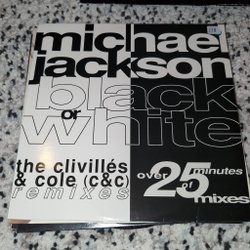 michael
jackson
black
or
white
the clivillés
& cole (c&c)
remixes
over
25
minutes
of
mixes